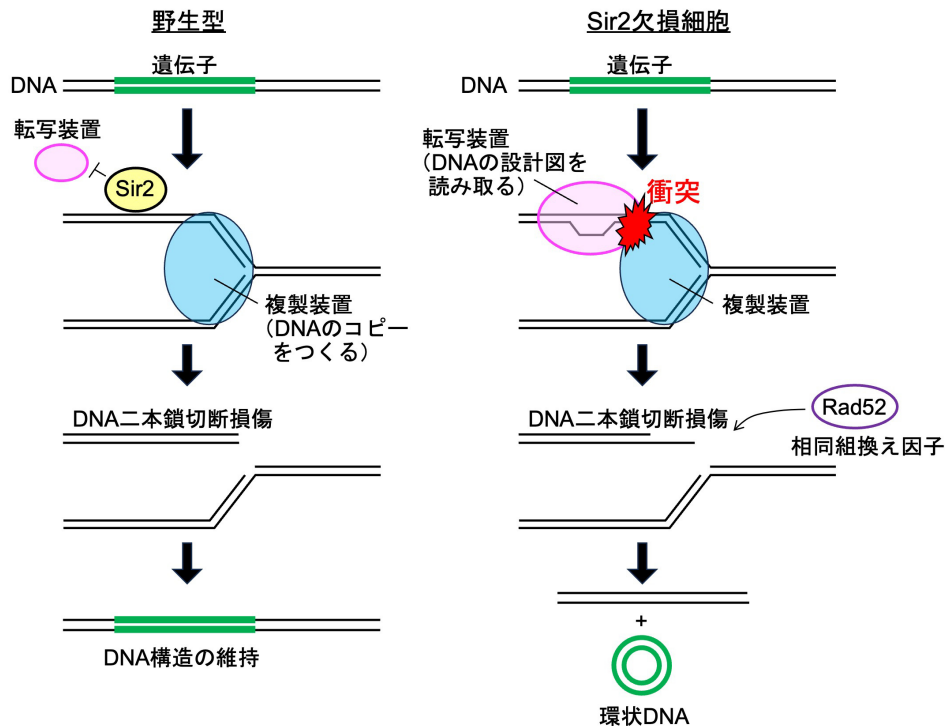 野生型
遺伝子
DNA
転写装置
Sir2
複製装置
(DNAのコピー
をつくる)
DNA二本鎖切断損傷
DNA構造の維持
Sir2欠損細胞
遺伝子
DNA
転写装置
(DNAの設計図を
読み取る)
衝突
複製装置
DNA二本鎖切断損傷
Rad52
相同組換え因子
+
環状DNA